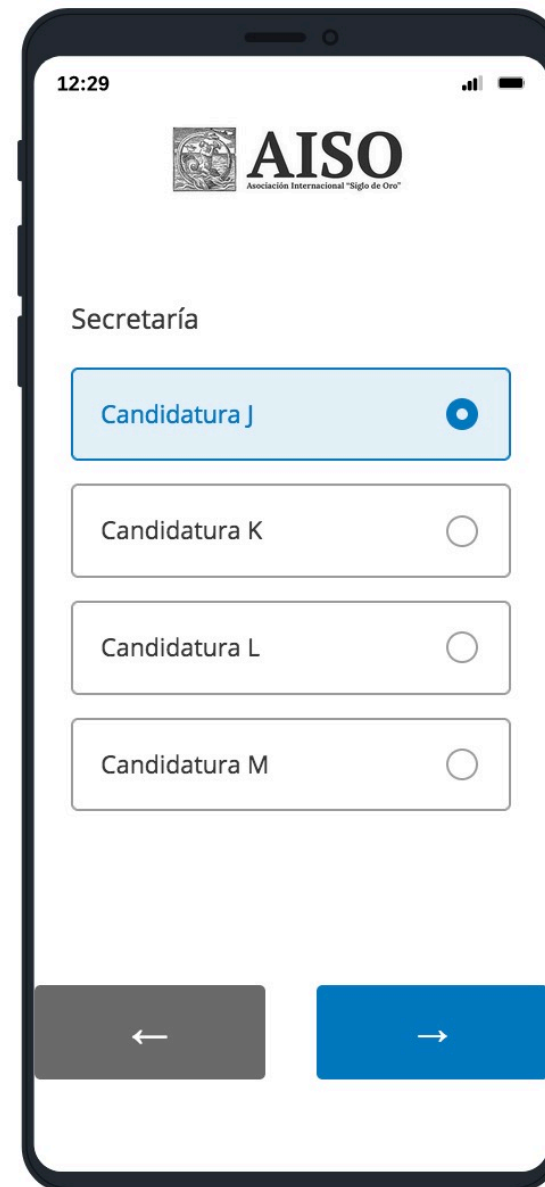 12:29
AISO
Asociación Internacional "Siglo de Oro"
Secretaría
Candidatura J
Candidatura K
Candidatura L
Candidatura M
← →